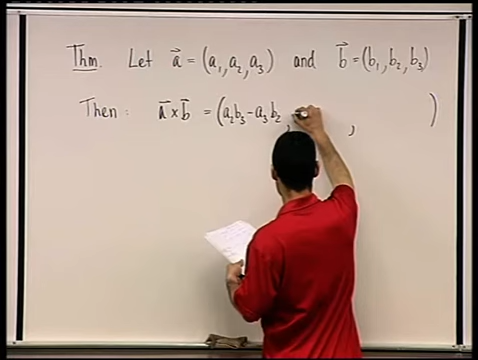 Thm. Let a⃗ = (a₁, a₂, a₃) and b⃗ = (b₁, b₂, b₃)
Then : a⃗ × b⃗ = (a₂b₃ − a₃b₂, , )